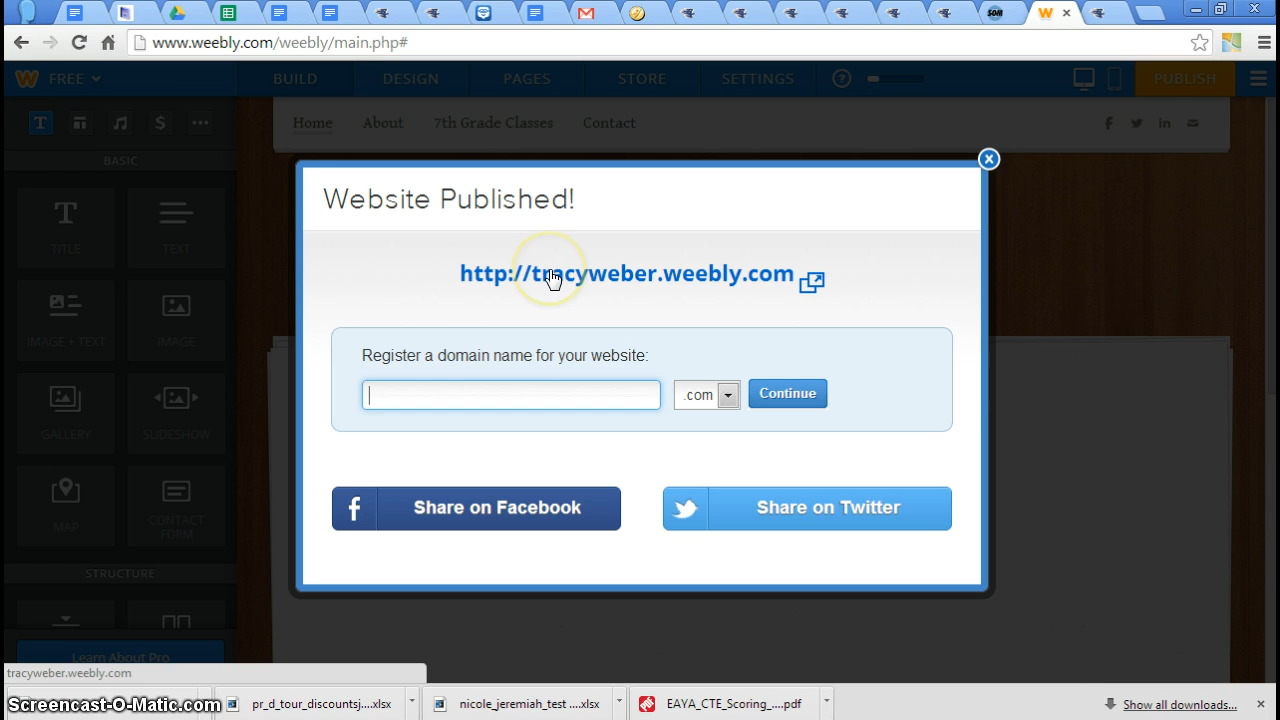 www.weebly.com/weebly/main.php#
FREE
BUILD
DESIGN
PAGES
STORE
SETTINGS
PUBLISH
T
$
Home
About
7th Grade Classes
Contact
BASIC
Website Published!
http://tracyweber.weebly.com
T
TITLE
TEXT
IMAGE + TEXT
IMAGE
Register a domain name for your website:
.com
Continue
GALLERY
SLIDESHOW
Share on Facebook
Share on Twitter
MAP
CONTACT
FORM
STRUCTURE
Learn About Pro
tracyweber.weebly.com
Screencast-O-Matic.com
pr_d_tour_discountsj....xlsx
nicole_jeremiah_test ....xlsx
EAYA_CTE_Scoring_....pdf
Show all downloads...